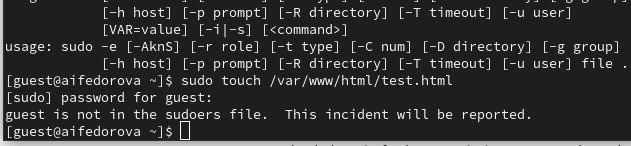 [-h host] [-p prompt] [-R directory] [-T timeout] [-u user]
[VAR=value] [-i|-s] [<command>]
usage: sudo -e [-AknS] [-r role] [-t type] [-C num] [-D directory] [-g group]
[-h host] [-p prompt] [-R directory] [-T timeout] [-u user] file .
[guest@aifedorova ~]$ sudo touch /var/www/html/test.html
[sudo] password for guest:
guest is not in the sudoers file.  This incident will be reported.
[guest@aifedorova ~]$